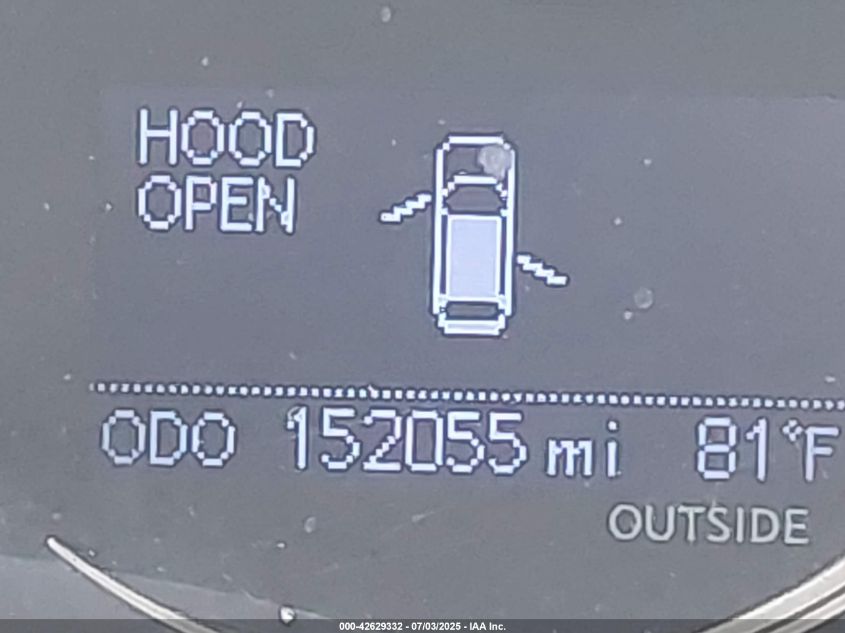 HOOD
OPEN
ODO 152055 mi 81°F
OUTSIDE
000-42629332 - 07/03/2025 - IAA Inc.